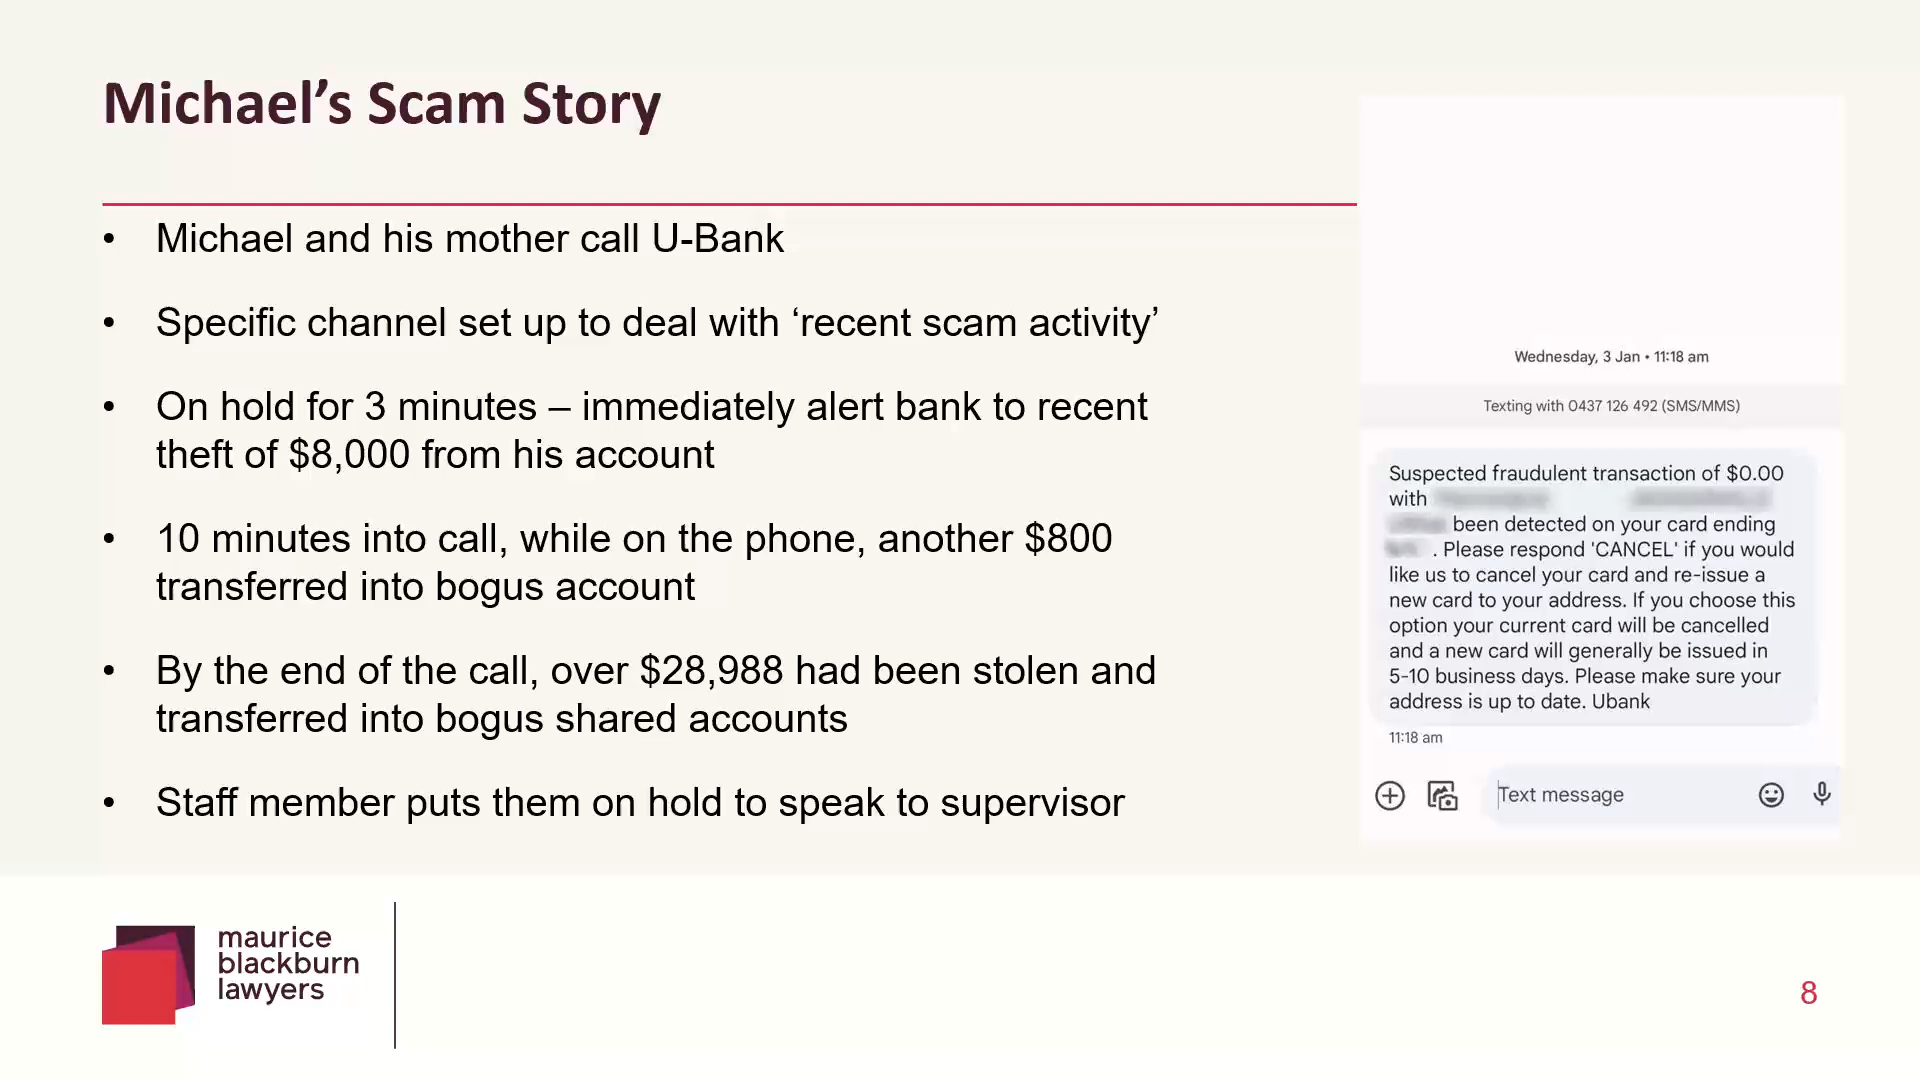 Michael’s Scam Story
• Michael and his mother call U-Bank
• Specific channel set up to deal with ‘recent scam activity’
• On hold for 3 minutes – immediately alert bank to recent
theft of $8,000 from his account
• 10 minutes into call, while on the phone, another $800
transferred into bogus account
• By the end of the call, over $28,988 had been stolen and
transferred into bogus shared accounts
• Staff member puts them on hold to speak to supervisor
Wednesday, 3 Jan • 11:18 am
Texting with 0437 126 492 (SMS/MMS)
Suspected fraudulent transaction of $0.00
with
been detected on your card ending
. Please respond 'CANCEL' if you would
like us to cancel your card and re-issue a
new card to your address. If you choose this
option your current card will be cancelled
and a new card will generally be issued in
5-10 business days. Please make sure your
address is up to date. Ubank
11:18 am
Text message
maurice
blackburn
lawyers
8